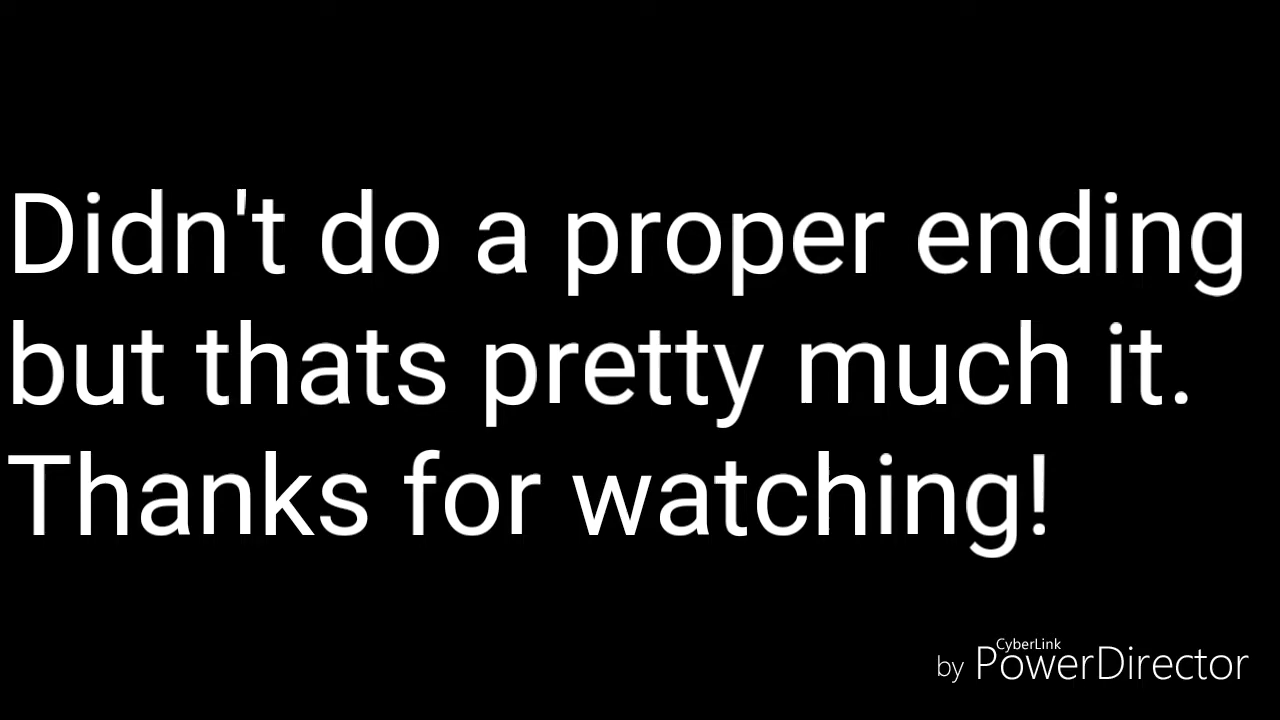 Didn't do a proper ending
but thats pretty much it.
Thanks for watching!
CyberLink
by PowerDirector